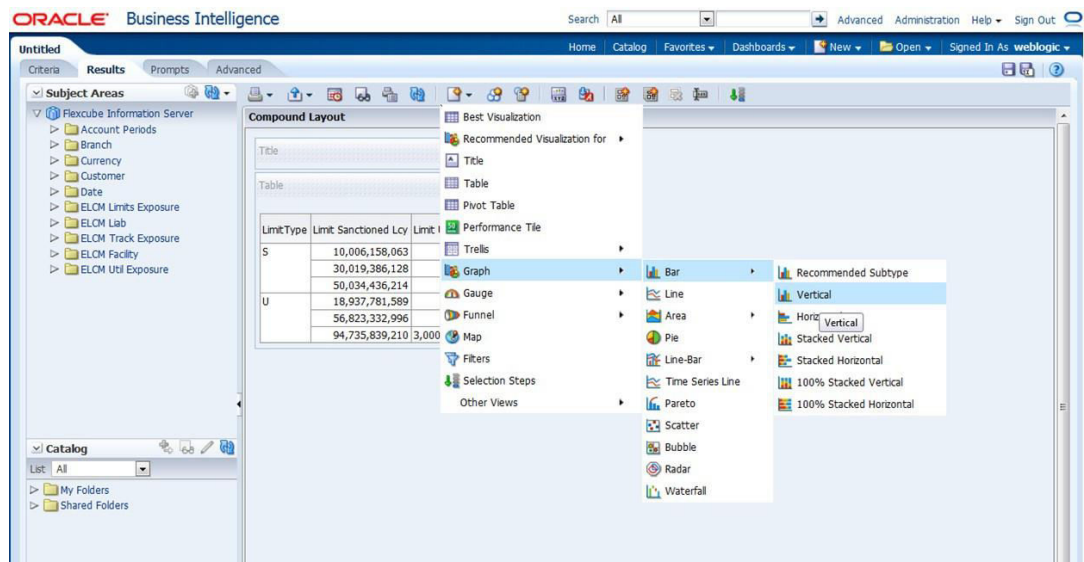 ORACLE Business Intelligence
Search All Advanced Administration Help Sign Out
Untitled
Home Catalog Favorites Dashboards New Open Signed In As weblogic
Criteria Results Prompts Advanced
Subject Areas
Flexcube Information Server
Account Periods
Branch
Currency
Customer
Date
ELCM Limits Exposure
ELCM Liab
ELCM Track Exposure
ELCM Facility
ELCM Util Exposure
Catalog
List All
My Folders
Shared Folders
Compound Layout
Title
Table
LimitType Limit Sanctioned Lcy Limit
S 10,006,158,063
30,019,386,128
50,034,436,214
U 18,937,781,589
56,823,332,996
94,735,839,210 3,000
Best Visualization
Recommended Visualization for
Title
Table
Pivot Table
Performance Tile
Trellis
Graph
Gauge
Funnel
Map
Filters
Selection Steps
Other Views
Bar
Line
Area
Pie
Line-Bar
Time Series Line
Pareto
Scatter
Bubble
Radar
Waterfall
Recommended Subtype
Vertical
Horiz
Vertical
Stacked Vertical
Stacked Horizontal
100% Stacked Vertical
100% Stacked Horizontal